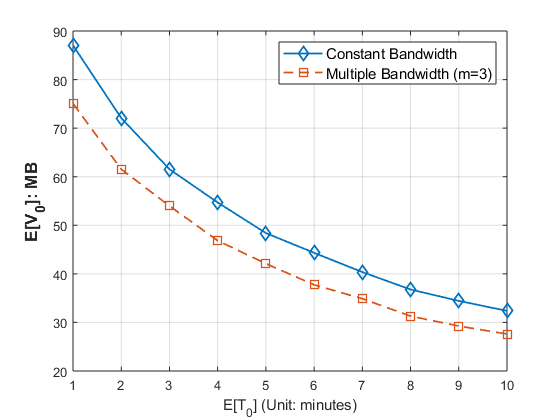 90
80
70
60
50
40
30
20
E[V0]: MB
Constant Bandwidth
Multiple Bandwidth (m=3)
1 2 3 4 5 6 7 8 9 10
E[T0] (Unit: minutes)